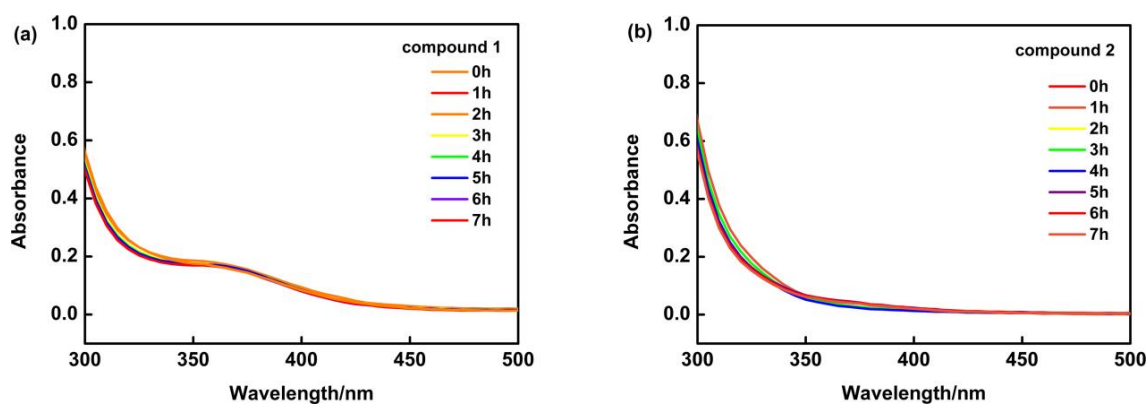 (a)
1.0
0.8
0.6
0.4
0.2
0.0
Absorbance
compound 1
0h
1h
2h
3h
4h
5h
6h
7h
300 350 400 450 500
Wavelength/nm
(b)
1.0
0.8
0.6
0.4
0.2
0.0
Absorbance
compound 2
0h
1h
2h
3h
4h
5h
6h
7h
300 350 400 450 500
Wavelength/nm